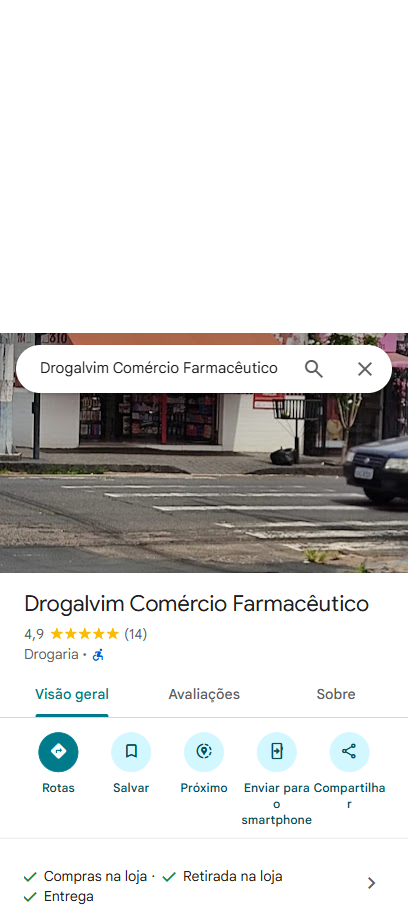 810
Drogalvim Comércio Farmacêutico
Drogalvim Comércio Farmacêutico
4,9 (14)
Drogaria ·
Visão geral Avaliações Sobre
Rotas Salvar Próximo Enviar para o smartphone Compartilhar
Compras na loja · Retirada na loja
Entrega